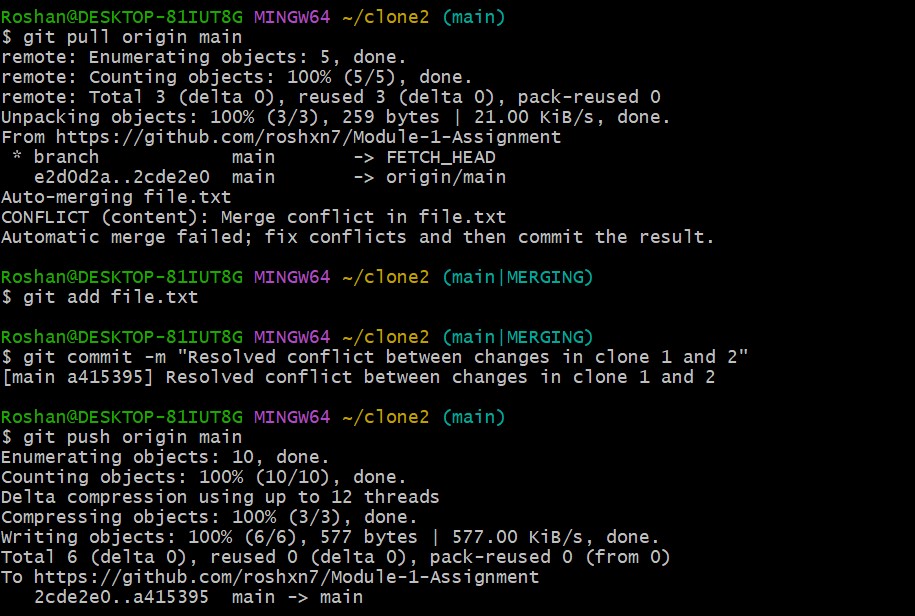 Roshan@DESKTOP-81IUT8G MINGW64 ~/clone2 (main)
$ git pull origin main
remote: Enumerating objects: 5, done.
remote: Counting objects: 100% (5/5), done.
remote: Total 3 (delta 0), reused 3 (delta 0), pack-reused 0
Unpacking objects: 100% (3/3), 259 bytes | 21.00 KiB/s, done.
From https://github.com/roshxn7/Module-1-Assignment
 * branch            main       -> FETCH_HEAD
   e2d0d2a..2cde2e0  main       -> origin/main
Auto-merging file.txt
CONFLICT (content): Merge conflict in file.txt
Automatic merge failed; fix conflicts and then commit the result.

Roshan@DESKTOP-81IUT8G MINGW64 ~/clone2 (main|MERGING)
$ git add file.txt

Roshan@DESKTOP-81IUT8G MINGW64 ~/clone2 (main|MERGING)
$ git commit -m "Resolved conflict between changes in clone 1 and 2"
[main a415395] Resolved conflict between changes in clone 1 and 2

Roshan@DESKTOP-81IUT8G MINGW64 ~/clone2 (main)
$ git push origin main
Enumerating objects: 10, done.
Counting objects: 100% (10/10), done.
Delta compression using up to 12 threads
Compressing objects: 100% (3/3), done.
Writing objects: 100% (6/6), 577 bytes | 577.00 KiB/s, done.
Total 6 (delta 0), reused 0 (delta 0), pack-reused 0 (from 0)
To https://github.com/roshxn7/Module-1-Assignment
   2cde2e0..a415395  main -> main